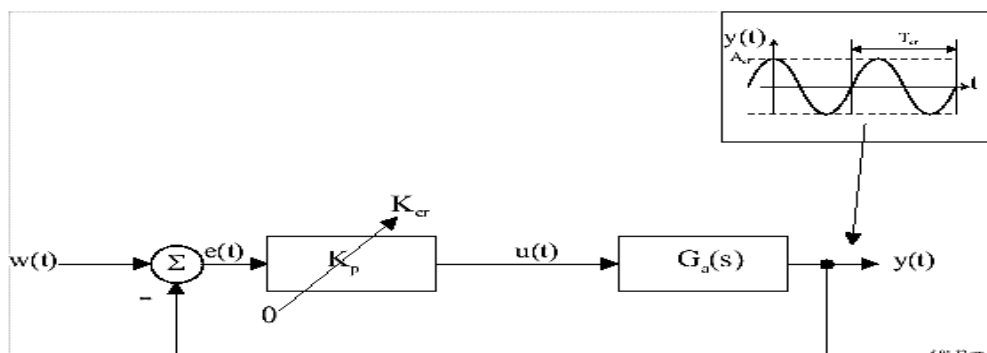 y(t)
T_cr
A_cr
t
K_cr
w(t)
Σ
e(t)
K_p
u(t)
G_a(s)
y(t)
-
0